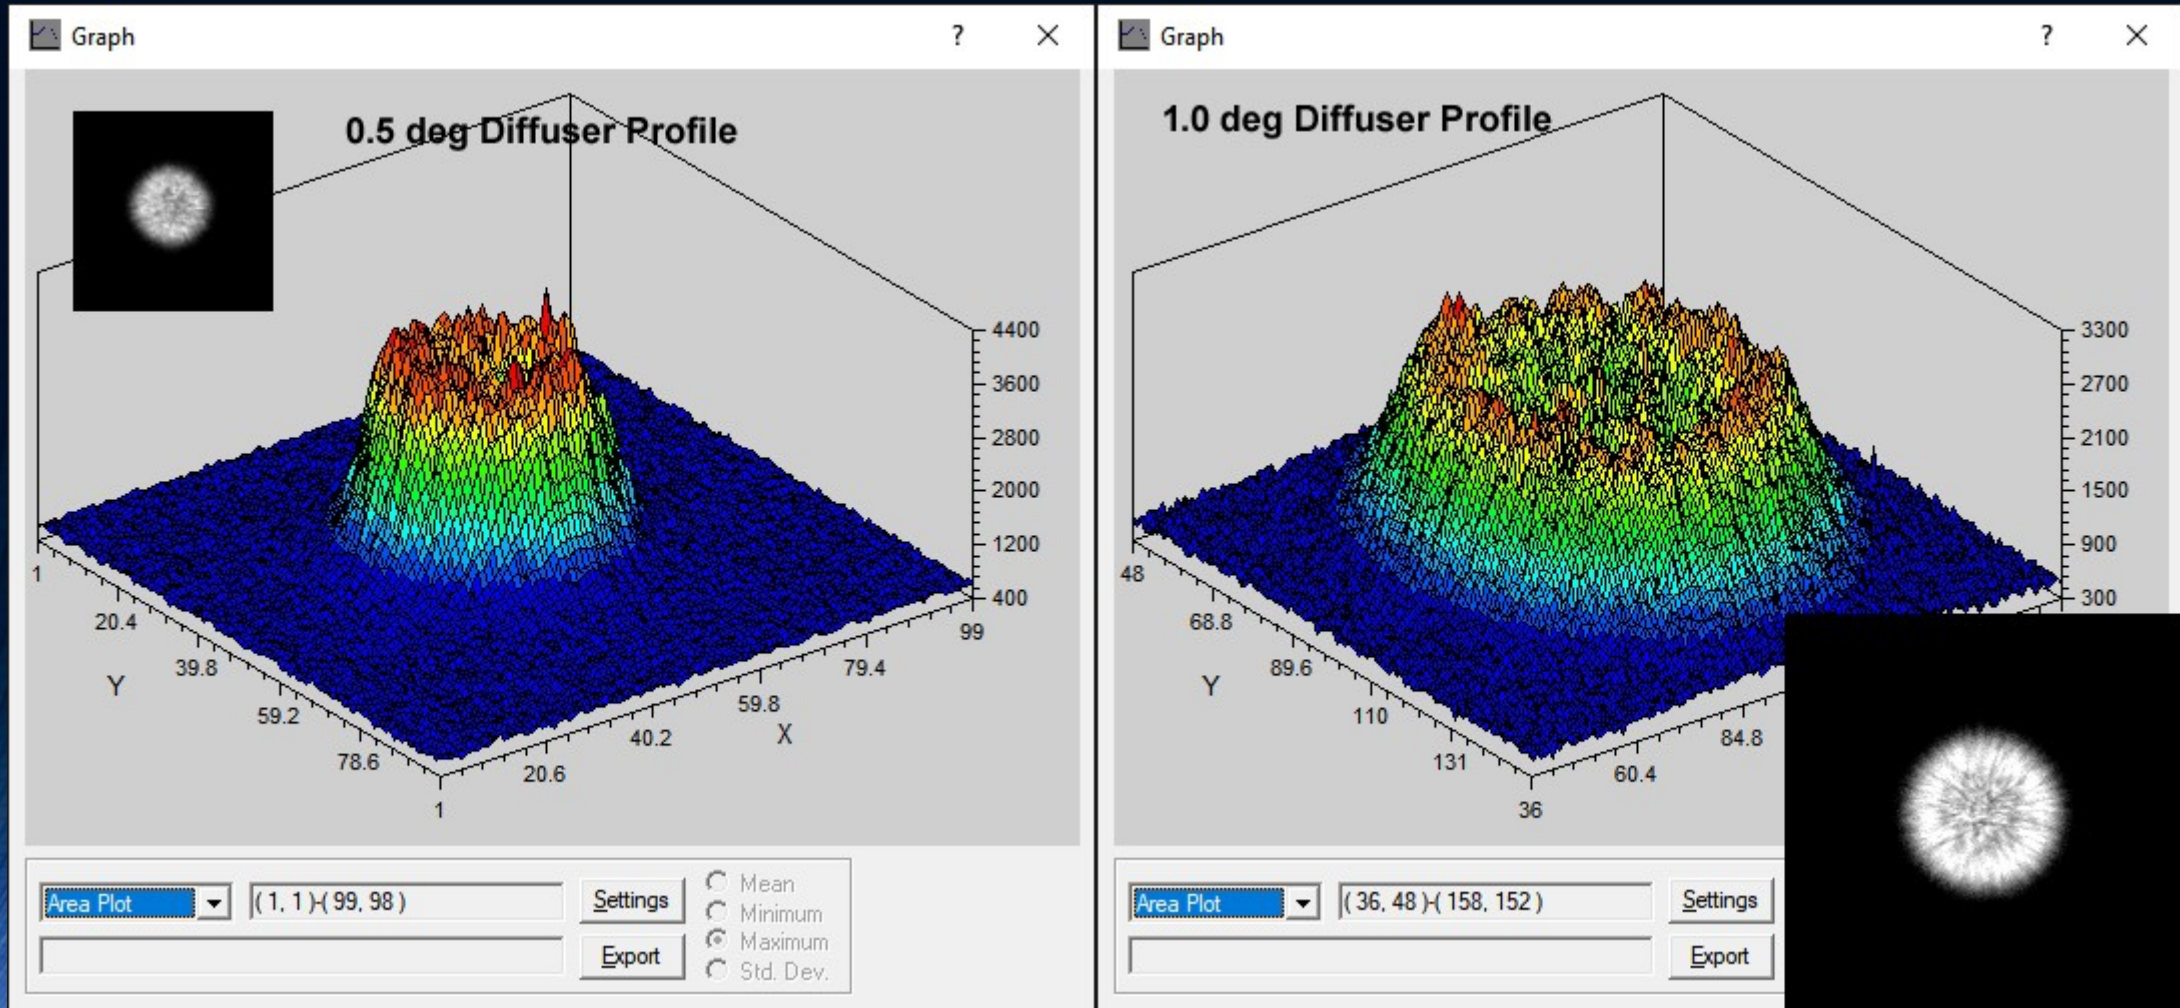 Graph
?
0.5 deg Diffuser Profile
4400
3600
2800
2000
1200
400
1
20.4
39.8
59.2
78.6
Y
1
20.6
40.2
59.8
79.4
99
X
Area Plot
( 1, 1 )-( 99, 98 )
Settings
Export
Mean
Minimum
Maximum
Std. Dev.
Graph
?
1.0 deg Diffuser Profile
3300
2700
2100
1500
900
300
48
68.8
89.6
110
131
Y
36
60.4
84.8
Area Plot
( 36, 48 )-( 158, 152 )
Settings
Export